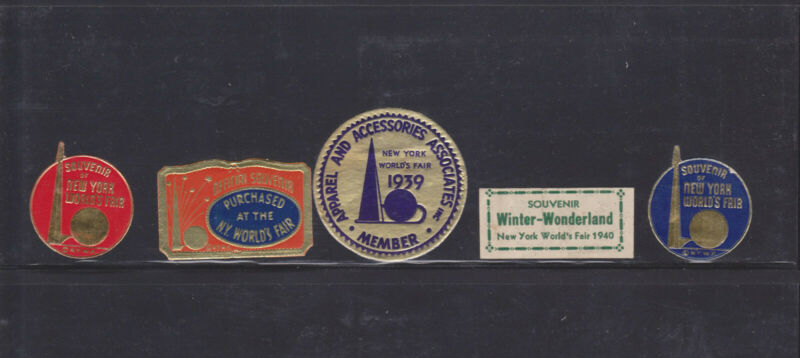 SOUVENIR
OF
NEW YORK
WORLD'S FAIR
OFFICIAL SOUVENIR
PURCHASED
AT THE
N.Y. WORLD'S FAIR
APPAREL AND ACCESSORIES ASSOCIATES INC.
NEW YORK
WORLD'S FAIR
1939
· MEMBER ·
SOUVENIR
Winter-Wonderland
New York World's Fair 1940
SOUVENIR
OF
NEW YORK
WORLD'S FAIR